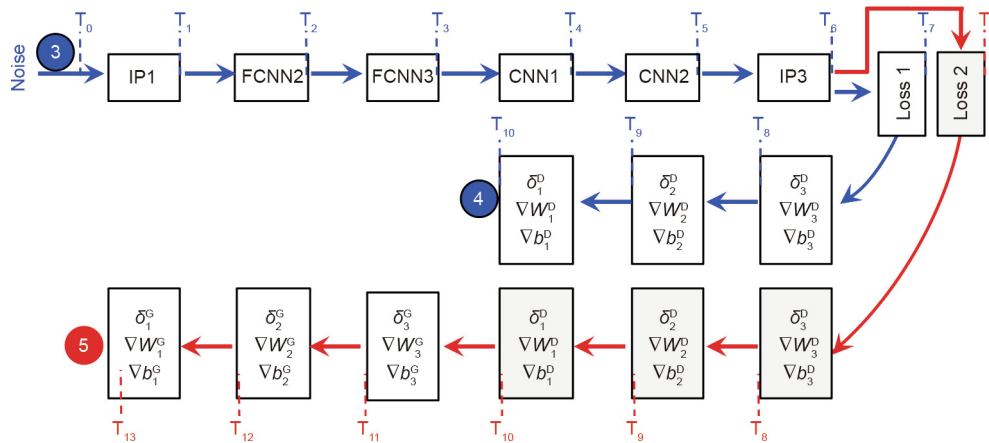 T0 T1 T2 T3 T4 T5 T6 T7 T
Noise
3
IP1
FCNN2
FCNN3
CNN1
CNN2
IP3
Loss 1
Loss 2
T10 T9 T8
4
δ1D
∇W1D
∇b1D
δ2D
∇W2D
∇b2D
δ3D
∇W3D
∇b3D
5
δ1G
∇W1G
∇b1G
δ2G
∇W2G
∇b2G
δ3G
∇W3G
∇b3G
δ1D
∇W1D
∇b1D
δ2D
∇W2D
∇b2D
δ3D
∇W3D
∇b3D
T13 T12 T11 T10 T9 T8